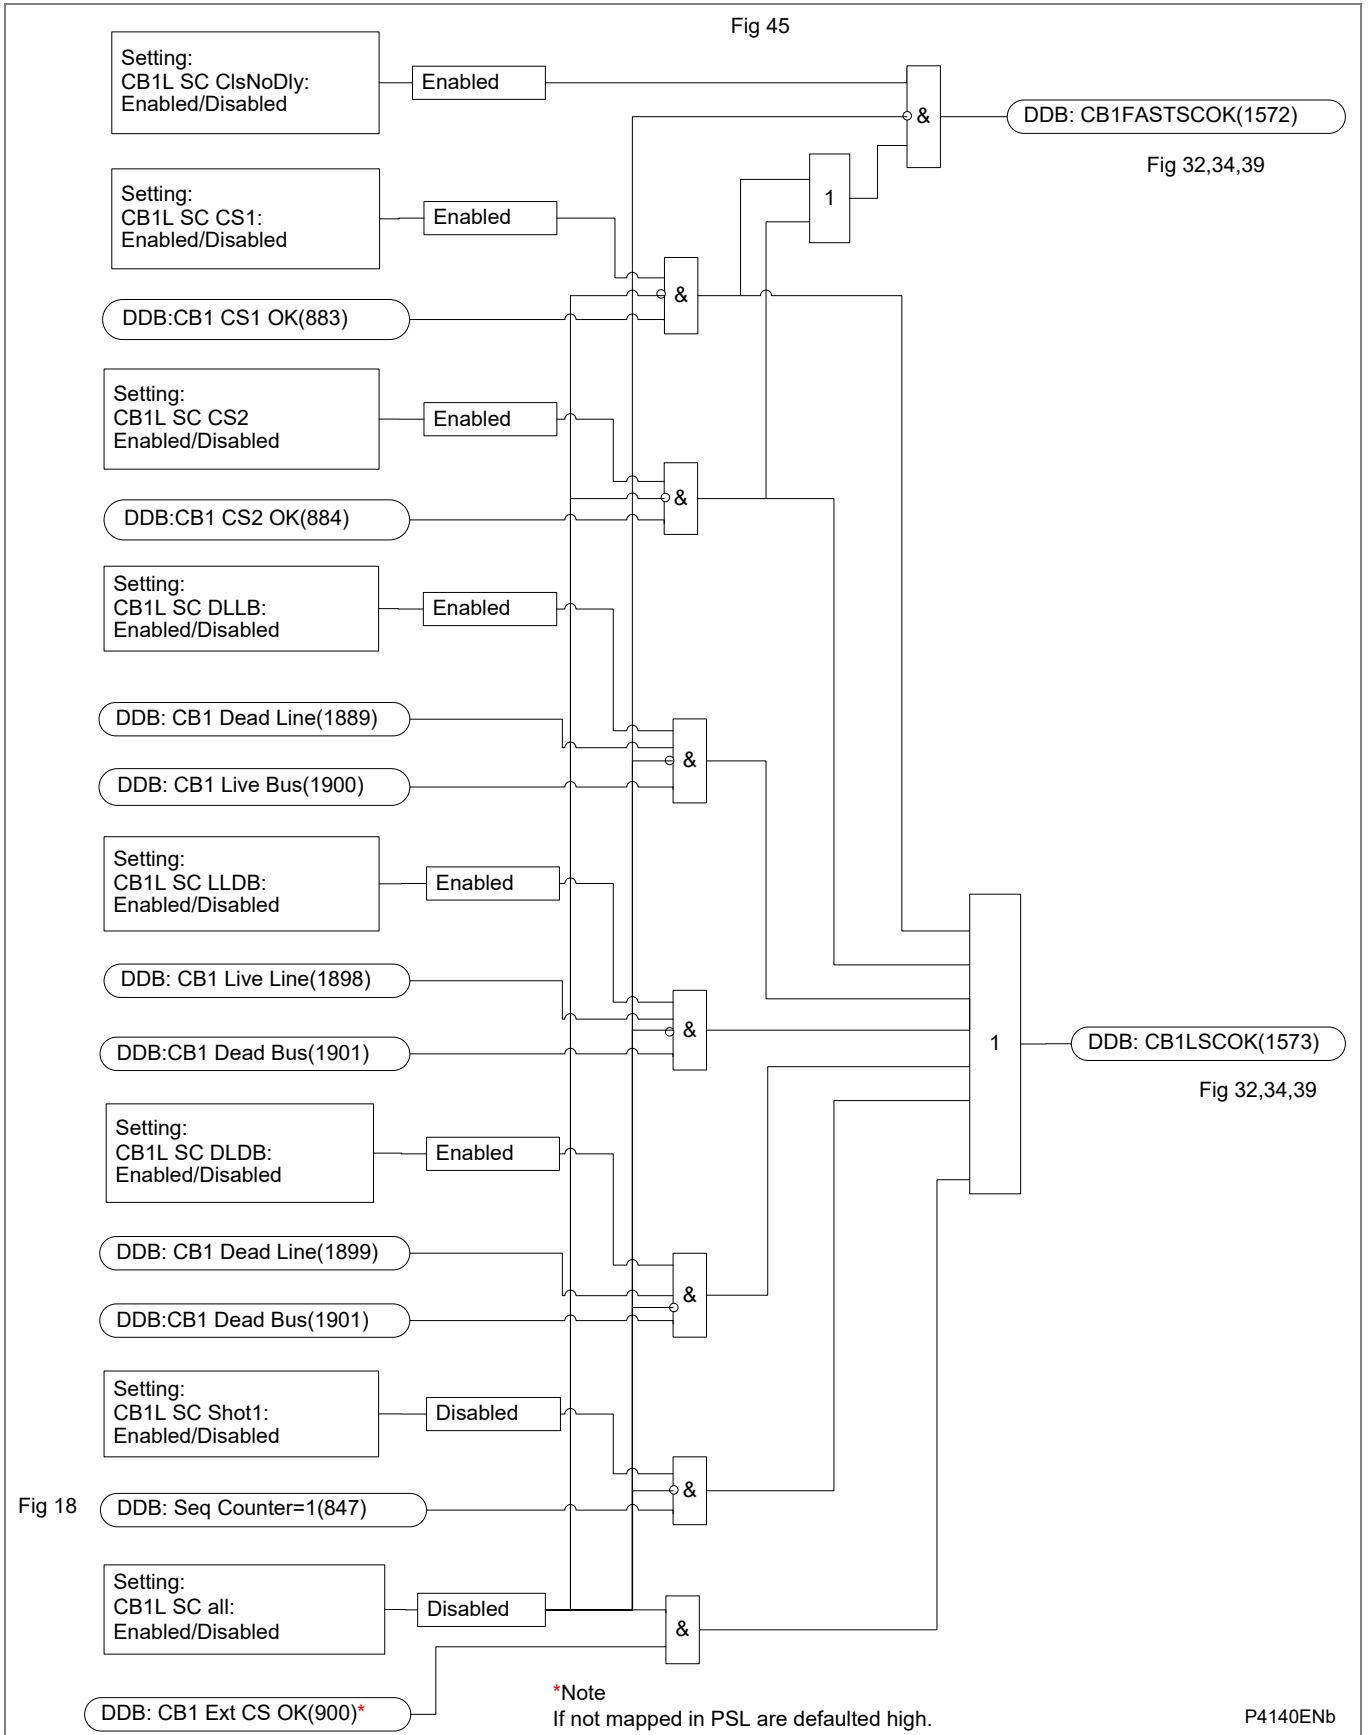 Fig 45
Setting:
CB1L SC ClsNoDly:
Enabled/Disabled
Enabled
&
DDB: CB1FASTSCOK(1572)
Fig 32,34,39
1
Setting:
CB1L SC CS1:
Enabled/Disabled
Enabled
&
DDB:CB1 CS1 OK(883)
Setting:
CB1L SC CS2
Enabled/Disabled
Enabled
&
DDB:CB1 CS2 OK(884)
Setting:
CB1L SC DLLB:
Enabled/Disabled
Enabled
DDB: CB1 Dead Line(1889)
&
DDB: CB1 Live Bus(1900)
Setting:
CB1L SC LLDB:
Enabled/Disabled
Enabled
DDB: CB1 Live Line(1898)
&
DDB:CB1 Dead Bus(1901)
1
DDB: CB1LSCOK(1573)
Fig 32,34,39
Setting:
CB1L SC DLDB:
Enabled/Disabled
Enabled
DDB: CB1 Dead Line(1899)
&
DDB:CB1 Dead Bus(1901)
Setting:
CB1L SC Shot1:
Enabled/Disabled
Disabled
&
Fig 18
DDB: Seq Counter=1(847)
Setting:
CB1L SC all:
Enabled/Disabled
Disabled
&
DDB: CB1 Ext CS OK(900)*
*Note
If not mapped in PSL are defaulted high.
P4140ENb